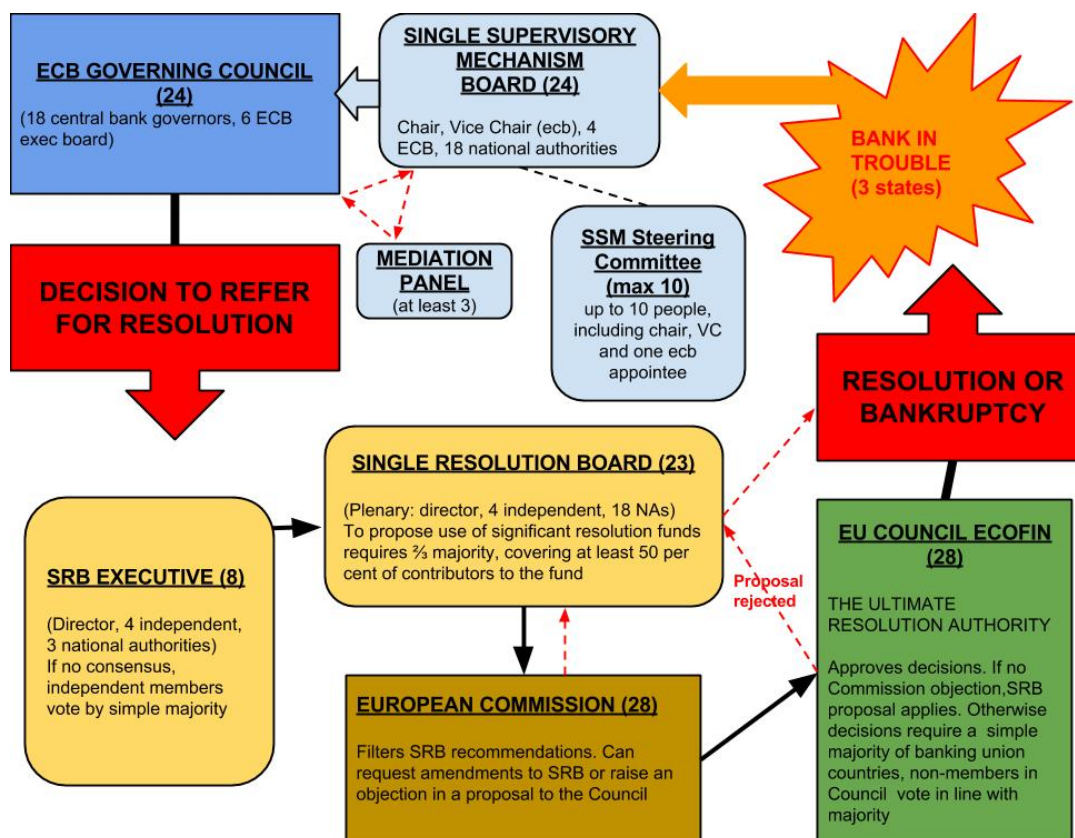 ECB GOVERNING COUNCIL
(24)
(18 central bank governors, 6 ECB
exec board)
SINGLE SUPERVISORY
MECHANISM
BOARD (24)
Chair, Vice Chair (ecb), 4
ECB, 18 national authorities
BANK IN
TROUBLE
(3 states)
MEDIATION
PANEL
(at least 3)
SSM Steering
Committee
(max 10)
up to 10 people,
including chair, VC
and one ecb
appointee
DECISION TO REFER
FOR RESOLUTION
RESOLUTION OR
BANKRUPTCY
SINGLE RESOLUTION BOARD (23)
(Plenary: director, 4 independent, 18 NAs)
To propose use of significant resolution funds
requires ⅔ majority, covering at least 50 per
cent of contributors to the fund
SRB EXECUTIVE (8)
(Director, 4 independent,
3 national authorities)
If no consensus,
independent members
vote by simple majority
Proposal
rejected
EUROPEAN COMMISSION (28)
Filters SRB recommendations. Can
request amendments to SRB or raise an
objection in a proposal to the Council
EU COUNCIL ECOFIN
(28)
THE ULTIMATE
RESOLUTION AUTHORITY
Approves decisions. If no
Commission objection,SRB
proposal applies. Otherwise
decisions require a simple
majority of banking union
countries, non-members in
Council vote in line with
majority